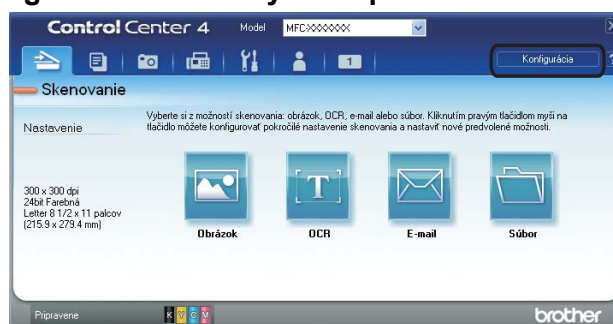 Control Center 4 Model MFC-XXXXXXX
1
Konfigurácia ?
Skenovanie
Nastavenie
Vyberte si z možností skenovania: obrázok, OCR, e-mail alebo súbor. Kliknutím pravým tlačidlom myši na
tlačidlo môžete konfigurovať pokročilé nastavenie skenovania a nastaviť nové predvolené možnosti.
300 x 300 dpi
24bit Farebná
Letter 8 1/2 x 11 palcov
(215.9 x 279.4 mm)
T
Obrázok OCR E-mail Súbor
Pripravene K Y C M brother